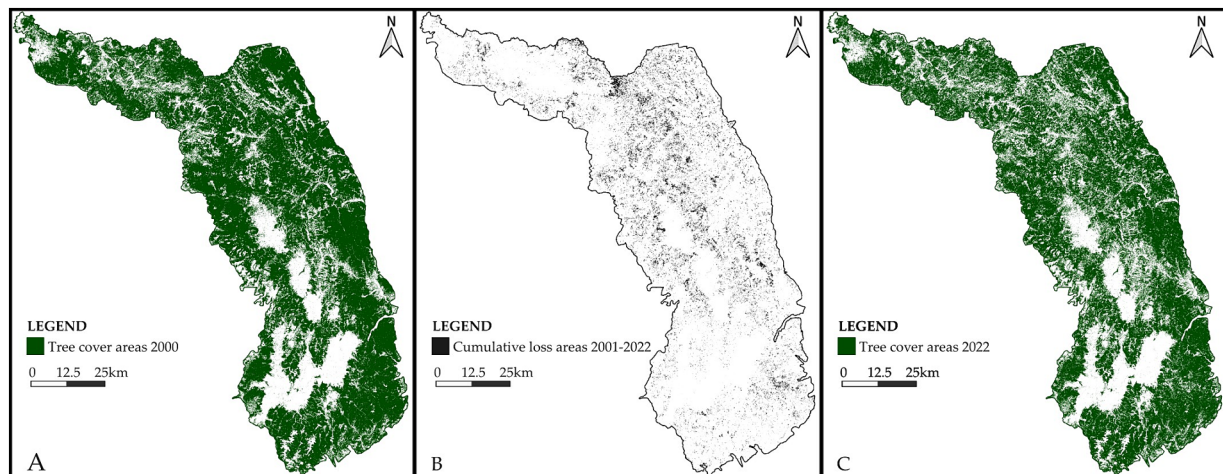 N
LEGEND
Tree cover areas 2000
0 12.5 25km
A
N
LEGEND
Cumulative loss areas 2001-2022
0 12.5 25km
B
N
LEGEND
Tree cover areas 2022
0 12.5 25km
C